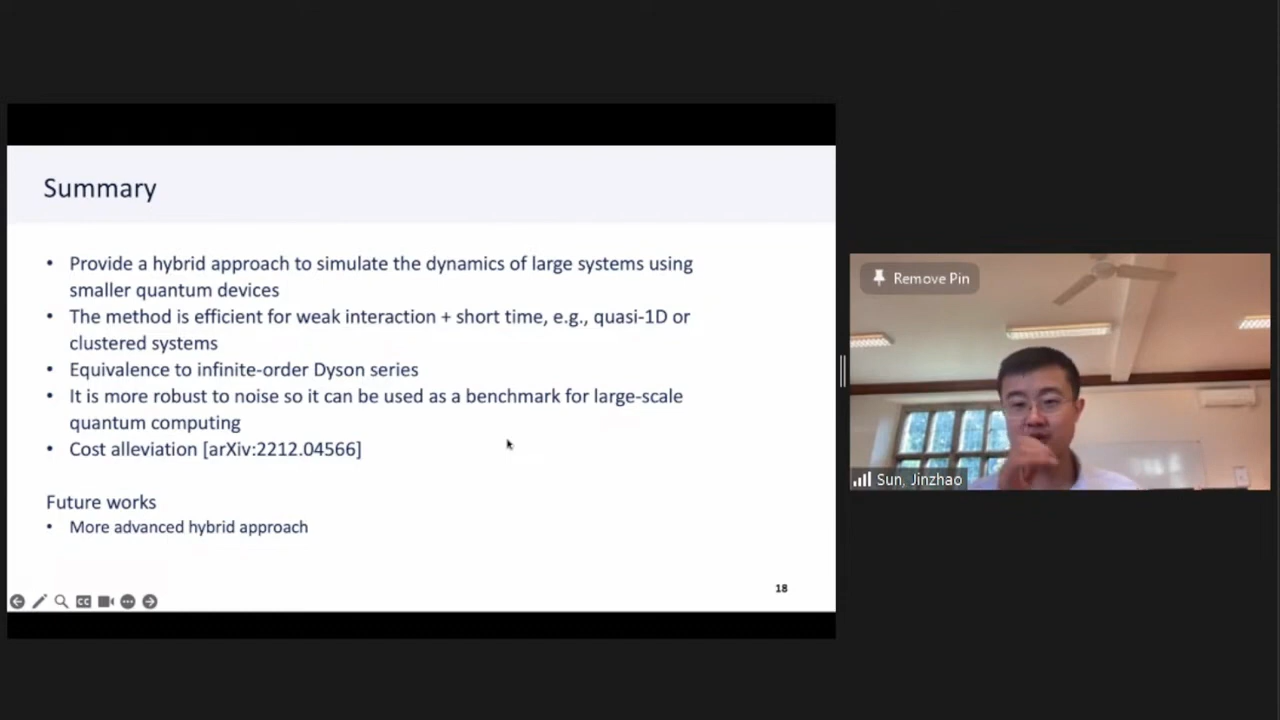 Summary
• Provide a hybrid approach to simulate the dynamics of large systems using
smaller quantum devices
• The method is efficient for weak interaction + short time, e.g., quasi-1D or
clustered systems
• Equivalence to infinite-order Dyson series
• It is more robust to noise so it can be used as a benchmark for large-scale
quantum computing
• Cost alleviation [arXiv:2212.04566]
Future works
• More advanced hybrid approach
18
CC
Remove Pin
Sun, Jinzhao